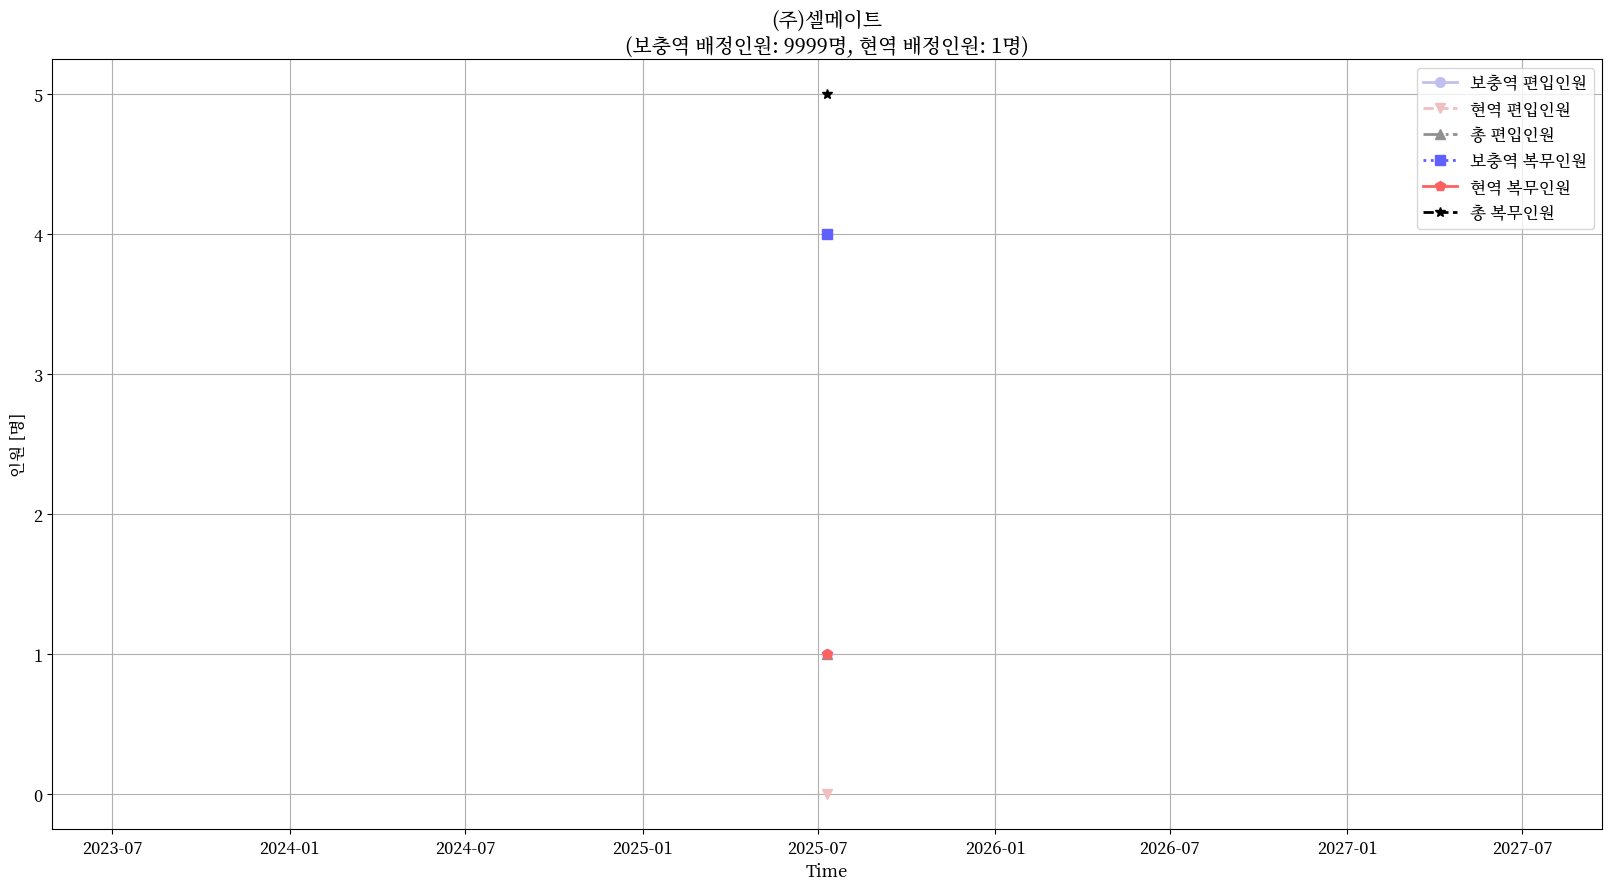 (주)셀메이트
(보충역 배정인원: 9999명, 현역 배정인원: 1명)
보충역 편입인원
현역 편입인원
총 편입인원
보충역 복무인원
현역 복무인원
총 복무인원
인원 [명]
5
4
3
2
1
0
2023-07 2024-01 2024-07 2025-01 2025-07 2026-01 2026-07 2027-01 2027-07
Time